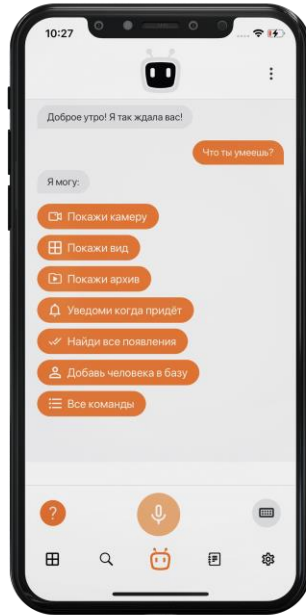 10:27
Доброе утро! Я так ждала вас!
Что ты умеешь?
Я могу:
Покажи камеру
Покажи вид
Покажи архив
Уведоми когда придёт
Найди все появления
Добавь человека в базу
Все команды
?